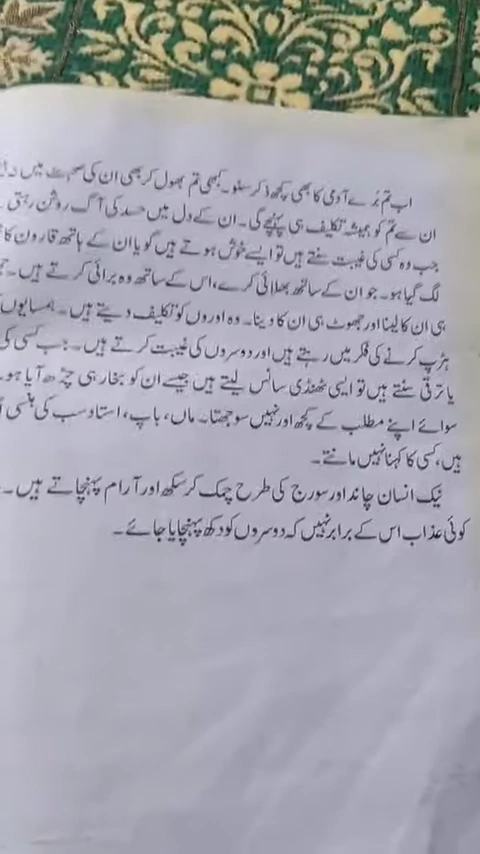 اب تم بُرے آدمی کا بھی کچھ ذکر سنو۔ کبھی تم بھول کر بھی ان کی صحبت میں نہ
ان سے تم کو ہمیشہ تکلیف ہی پہنچے گی۔ ان کے دل میں حسد کی آگ روشن رہتی
جب وہ کسی کی غیبت سنتے ہیں تو ایسے خوش ہوتے ہیں گویا ان کے ہاتھ قارون کا
لگ گیا ہو۔ جو ان کے ساتھ بھلائی کرے، اس کے ساتھ وہ برائی کرتے ہیں۔
ہی ان کا لینا اور جھوٹ ہی ان کا دینا۔ وہ اوروں کو تکلیف دیتے ہیں۔ ہمسایوں
ہڑپ کرنے کی فکر میں رہتے ہیں اور دوسروں کی غیبت کرتے ہیں۔ جب کسی کی
یا ترقی سنتے ہیں تو ایسی ٹھنڈی سانس لیتے ہیں جیسے ان کو بخار ہی چڑھ آیا ہو۔
سوائے اپنے مطلب کے کچھ اور نہیں سوجھتا۔ ماں، باپ، استاد سب کی ہنسی
ہیں، کسی کا کہنا نہیں مانتے۔
نیک انسان چاند اور سورج کی طرح چمک کر سکھ اور آرام پہنچاتے ہیں۔
کوئی عذاب اس کے برابر نہیں کہ دوسروں کو دکھ پہنچایا جائے۔